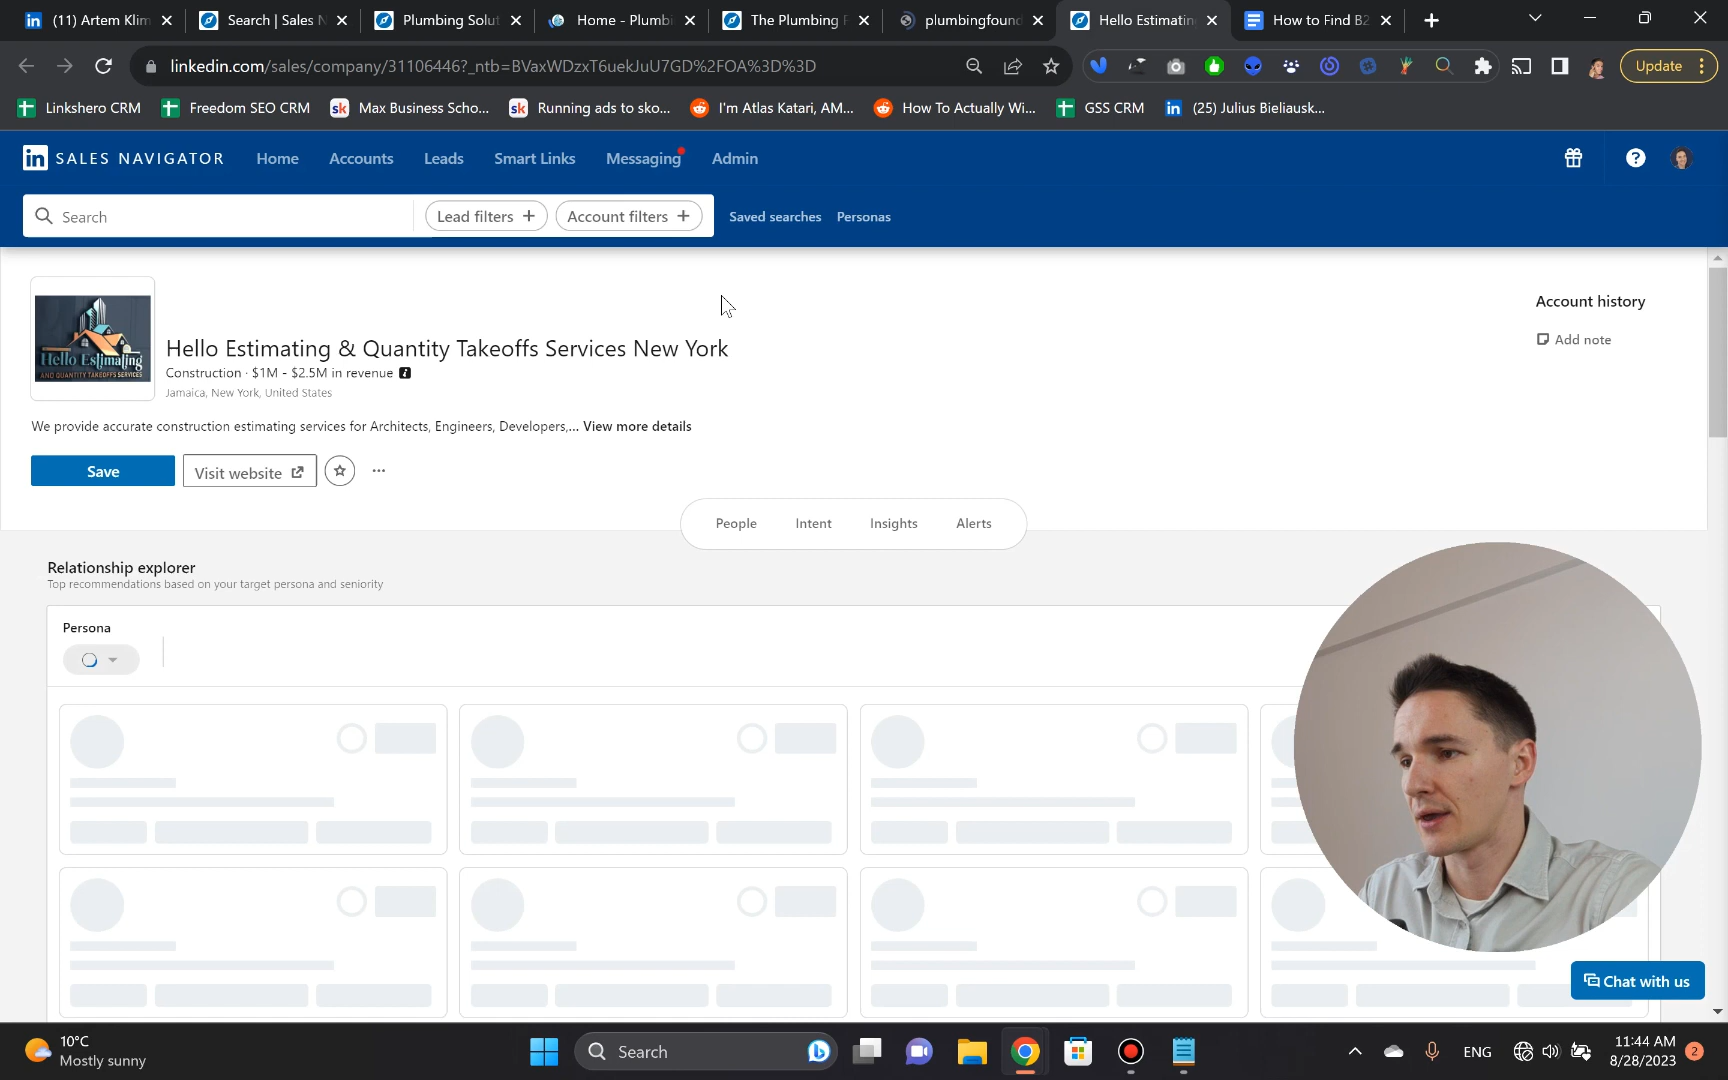 (11) Artem Klim
Search | Sales N
Plumbing Solut
Home - Plumbi
The Plumbing F
plumbingfound
Hello Estimatin
How to Find B2
linkedin.com/sales/company/31106446?_ntb=BVaxWDzxT6uekJuU7GD%2FOA%3D%3D
Update
Linkshero CRM
Freedom SEO CRM
sk Max Business Scho...
sk Running ads to sko...
I'm Atlas Katari, AM...
How To Actually Wi...
GSS CRM
in (25) Julius Bieliausk...
in SALES NAVIGATOR
Home
Accounts
Leads
Smart Links
Messaging
Admin
Search
Lead filters +
Account filters +
Saved searches
Personas
Hello Estimating
AND QUANTITY TAKEOFFS SERVICES
Hello Estimating & Quantity Takeoffs Services New York
Construction · $1M - $2.5M in revenue
Jamaica, New York, United States
We provide accurate construction estimating services for Architects, Engineers, Developers,... View more details
Save
Visit website
Account history
Add note
People
Intent
Insights
Alerts
Relationship explorer
Top recommendations based on your target persona and seniority
Persona
Chat with us
10°C
Mostly sunny
Search
ENG
11:44 AM
8/28/2023
2